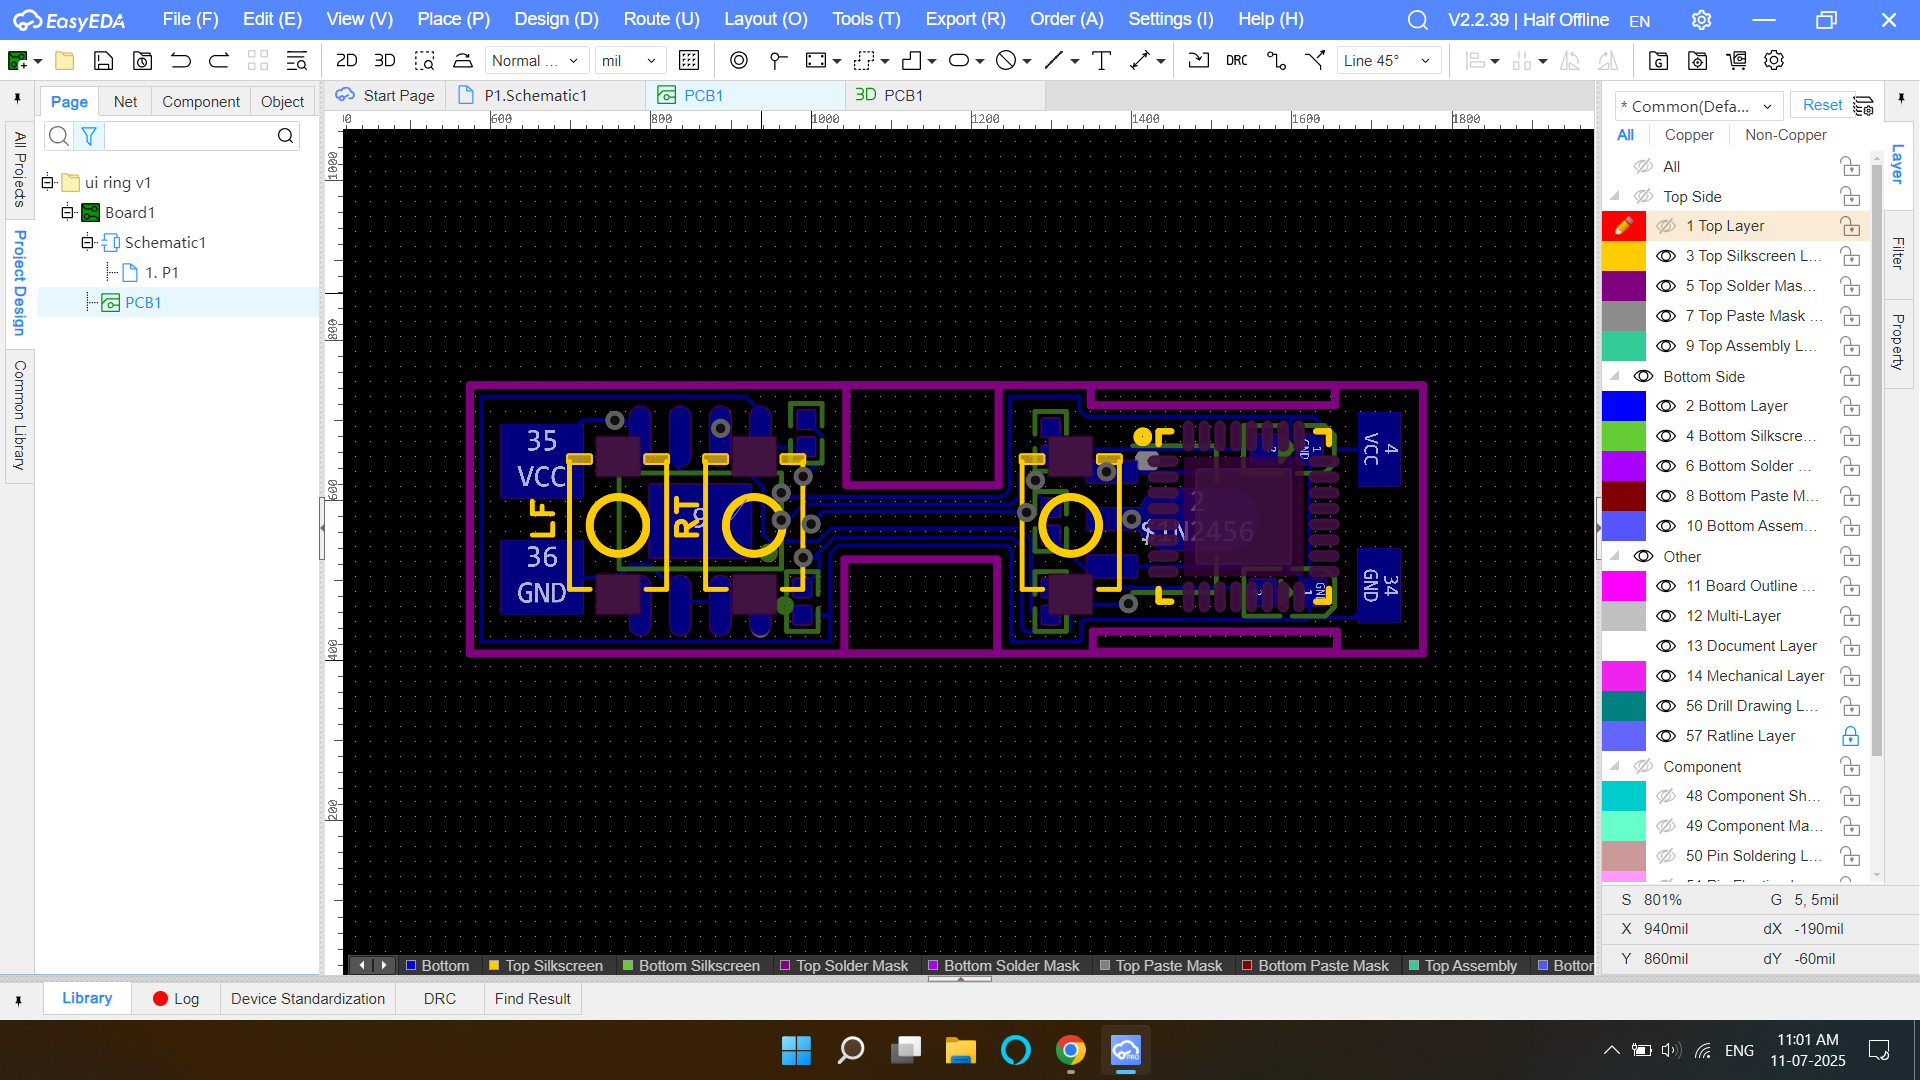 EasyEDA
File (F) Edit (E) View (V) Place (P) Design (D) Route (U) Layout (O) Tools (T) Export (R) Order (A) Settings (I) Help (H)
V2.2.39 | Half Offline EN
2D 3D Normal ... mil DRC Line 45°
Page Net Component Object
Start Page P1.Schematic1 PCB1 3D PCB1
* Common(Defa... Reset
All Copper Non-Copper
All Projects
Project Design
Common Library
ui ring v1
Board1
Schematic1
1. P1
PCB1
600 800 1000 1200 1400 1600 1800
1000
800
600
400
200
35
VCC
36
GND
LF
RT
2
VCC 4
GND 34
All
Top Side
1 Top Layer
3 Top Silkscreen L...
5 Top Solder Mas...
7 Top Paste Mask ...
9 Top Assembly L...
Bottom Side
2 Bottom Layer
4 Bottom Silkscre...
6 Bottom Solder ...
8 Bottom Paste M...
10 Bottom Assem...
Other
11 Board Outline ...
12 Multi-Layer
13 Document Layer
14 Mechanical Layer
56 Drill Drawing L...
57 Ratline Layer
Component
48 Component Sh...
49 Component Ma...
50 Pin Soldering L...
Layer
Filter
Property
S 801% G 5, 5mil
X 940mil dX -190mil
Y 860mil dY -60mil
Bottom Top Silkscreen Bottom Silkscreen Top Solder Mask Bottom Solder Mask Top Paste Mask Bottom Paste Mask Top Assembly Bottor
Library Log Device Standardization DRC Find Result
PRO
ENG
11:01 AM
11-07-2025